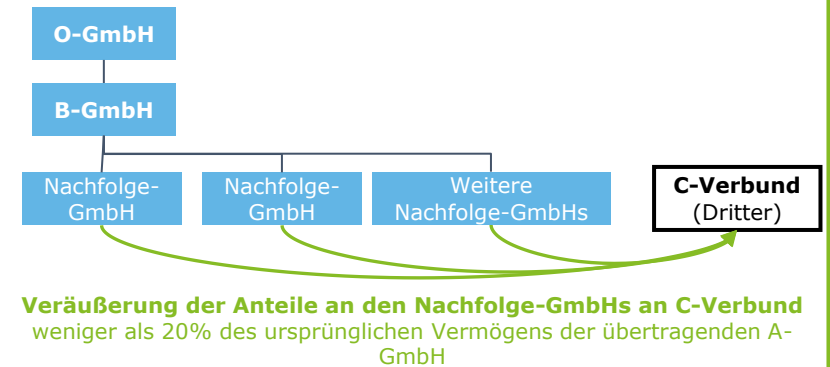 O-GmbH
B-GmbH
Nachfolge-
GmbH
Nachfolge-
GmbH
Weitere
Nachfolge-GmbHs
C-Verbund
(Dritter)
Veräußerung der Anteile an den Nachfolge-GmbHs an C-Verbund
weniger als 20% des ursprünglichen Vermögens der übertragenden A-
GmbH